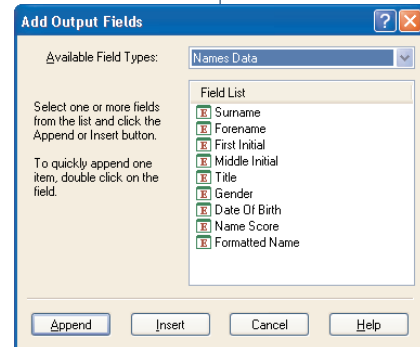 Add Output Fields
Available Field Types:
Names Data
Select one or more fields
from the list and click the
Append or Insert button.
To quickly append one
item, double click on the
field.
Field List
E Surname
E Forename
E First Initial
E Middle Initial
E Title
E Gender
E Date Of Birth
E Name Score
E Formatted Name
Append
Insert
Cancel
Help